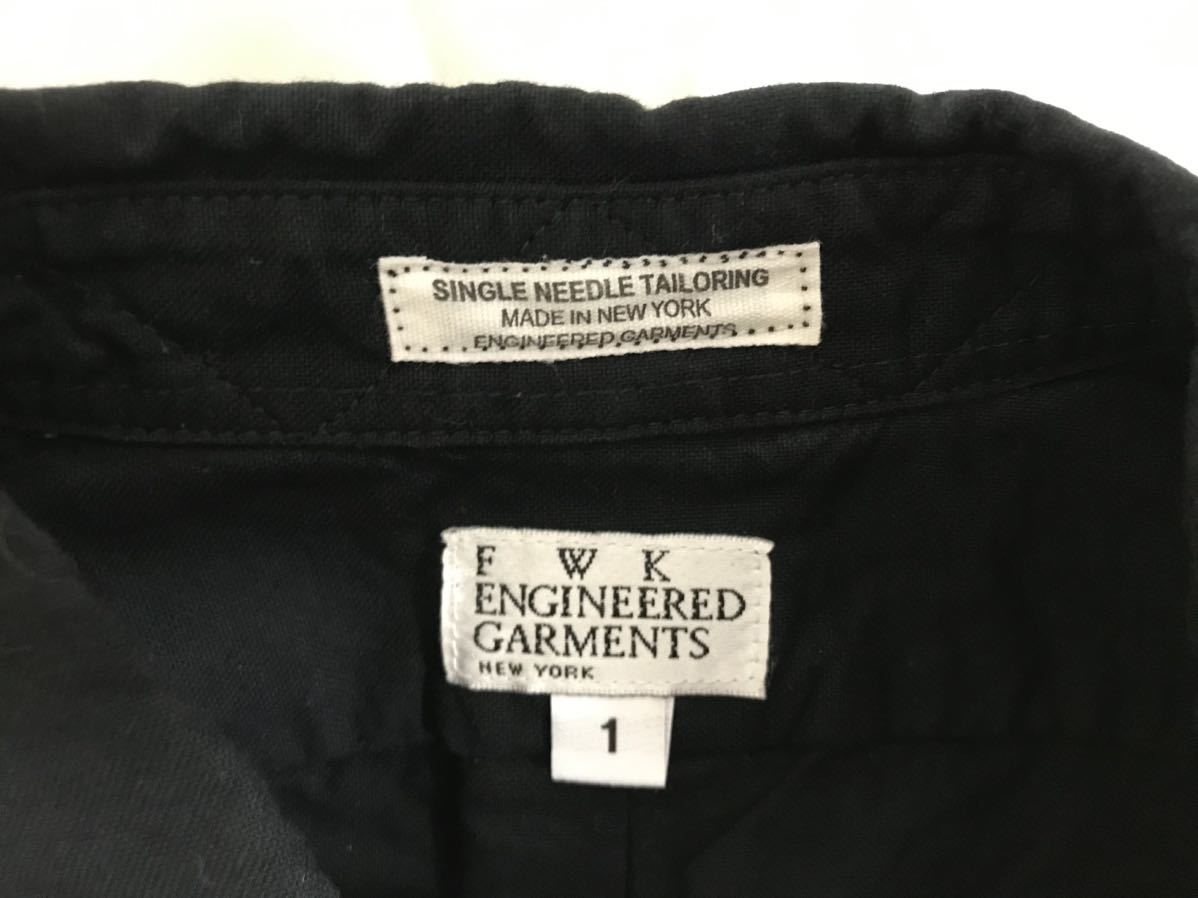 SINGLE NEEDLE TAILORING
MADE IN NEW YORK
ENGINEERED GARMENTS
F W K
ENGINEERED
GARMENTS
NEW YORK
1